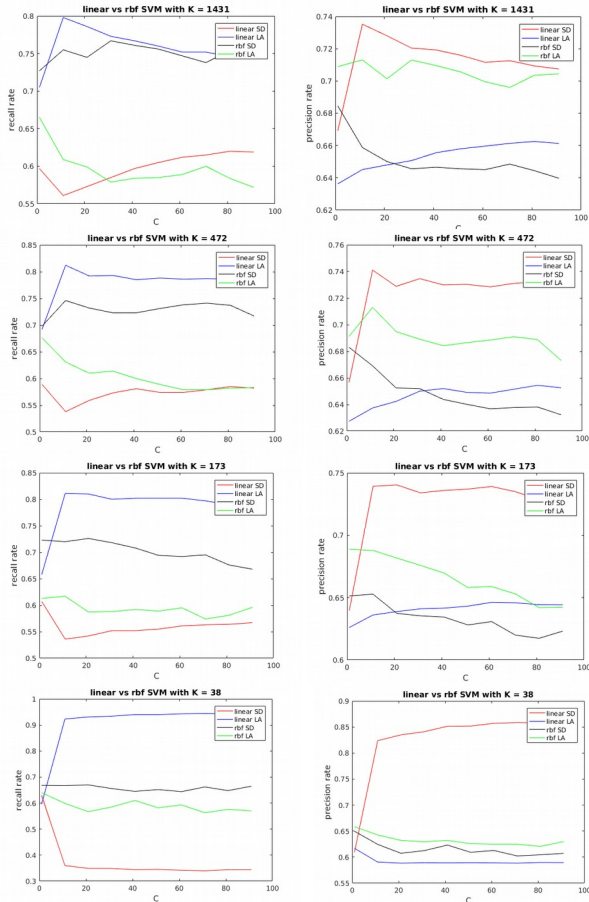 linear vs rbf SVM with K = 1431
recall rate
0.8
0.75
0.7
0.65
0.6
0.55
0 20 40 60 80 100
C
linear SD
linear LA
rbf SD
rbf LA
linear vs rbf SVM with K = 1431
precision rate
0.74
0.72
0.7
0.68
0.66
0.64
0.62
0 20 40 60 80 100
C
linear SD
linear LA
rbf SD
rbf LA
linear vs rbf SVM with K = 472
recall rate
0.85
0.8
0.75
0.7
0.65
0.6
0.55
0.5
0 20 40 60 80 100
C
linear SD
linear LA
rbf SD
rbf LA
linear vs rbf SVM with K = 472
precision rate
0.76
0.74
0.72
0.7
0.68
0.66
0.64
0.62
0 20 40 60 80 100
C
linear SD
linear LA
rbf SD
rbf LA
linear vs rbf SVM with K = 173
recall rate
0.85
0.8
0.75
0.7
0.65
0.6
0.55
0.5
0 20 40 60 80 100
C
linear SD
linear LA
rbf SD
rbf LA
linear vs rbf SVM with K = 173
precision rate
0.75
0.7
0.65
0.6
0 20 40 60 80 100
C
linear SD
linear LA
rbf SD
rbf LA
linear vs rbf SVM with K = 38
recall rate
1
0.9
0.8
0.7
0.6
0.5
0.4
0.3
0 20 40 60 80 100
C
linear SD
linear LA
rbf SD
rbf LA
linear vs rbf SVM with K = 38
precision rate
0.9
0.85
0.8
0.75
0.7
0.65
0.6
0.55
0 20 40 60 80 100
C
linear SD
linear LA
rbf SD
rbf LA